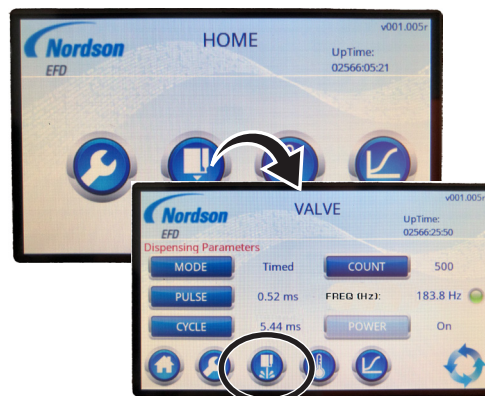 Nordson
EFD
HOME
v001.005r
UpTime:
02566:05:21
Nordson
EFD
VALVE
v001.005r
UpTime:
02566:25:50
Dispensing Parameters
MODE Timed COUNT 500
PULSE 0.52 ms FREQ (Hz): 183.8 Hz
CYCLE 5.44 ms POWER On